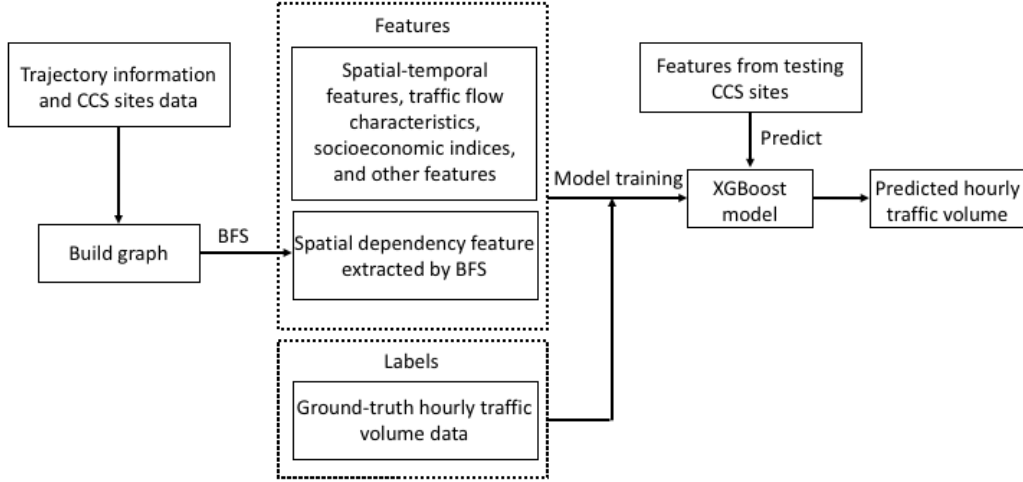 Trajectory information
and CCS sites data
Build graph
BFS
Features
Spatial-temporal
features, traffic flow
characteristics,
socioeconomic indices,
and other features
Spatial dependency feature
extracted by BFS
Labels
Ground-truth hourly traffic
volume data
Model training
Features from testing
CCS sites
Predict
XGBoost
model
Predicted hourly
traffic volume